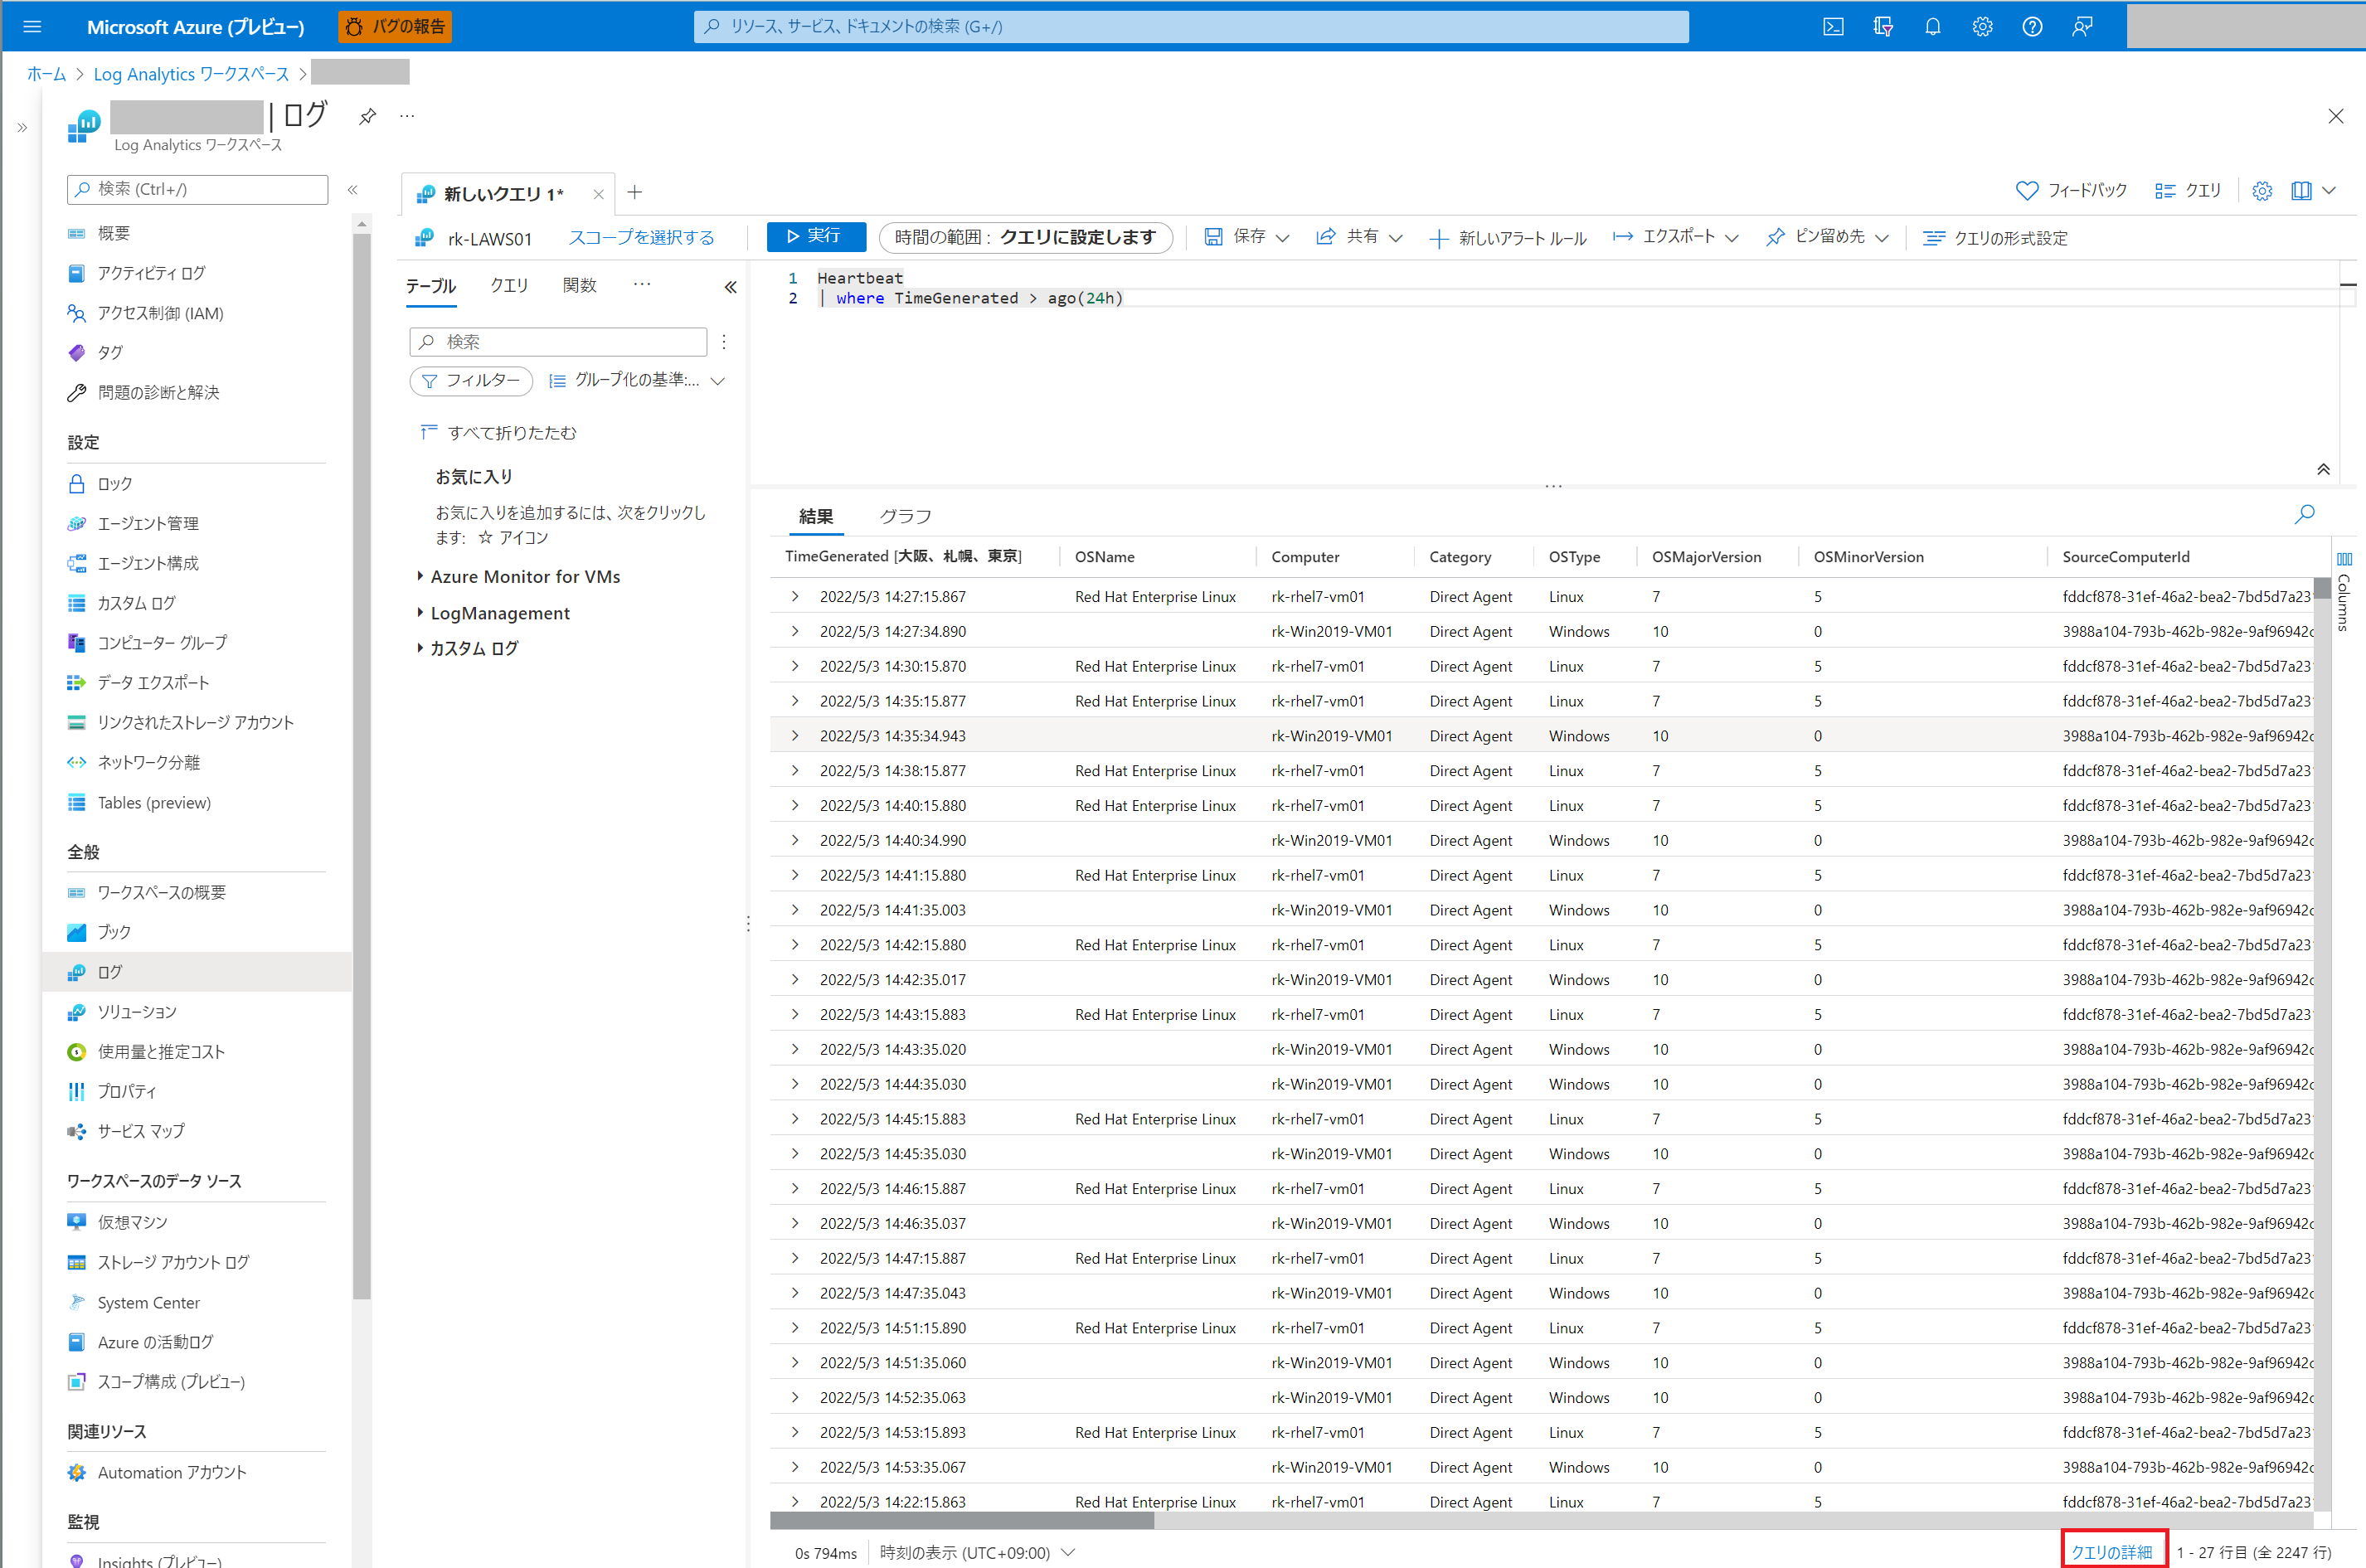 Microsoft Azure (プレビュー)
バグの報告
リソース、サービス、ドキュメントの検索 (G+/)
ホーム > Log Analytics ワークスペース >
| ログ
Log Analytics ワークスペース
検索 (Ctrl+/)
概要
アクティビティ ログ
アクセス制御 (IAM)
タグ
問題の診断と解決
設定
ロック
エージェント管理
エージェント構成
カスタム ログ
コンピューター グループ
データ エクスポート
リンクされたストレージ アカウント
ネットワーク分離
Tables (preview)
全般
ワークスペースの概要
ブック
ログ
ソリューション
使用量と推定コスト
プロパティ
サービス マップ
ワークスペースのデータ ソース
仮想マシン
ストレージ アカウント ログ
System Center
Azure の活動ログ
スコープ構成 (プレビュー)
関連リソース
Automation アカウント
監視
Insights (プレビュー)
新しいクエリ 1*
フィードバック
クエリ
rk-LAWS01
スコープを選択する
実行
時間の範囲 : クエリに設定します
保存
共有
新しいアラート ルール
エクスポート
ピン留め先
クエリの形式設定
テーブル
クエリ
関数
検索
フィルター
グループ化の基準:...
すべて折りたたむ
お気に入り
お気に入りを追加するには、次をクリックし
ます: ☆ アイコン
Azure Monitor for VMs
LogManagement
カスタム ログ
1 Heartbeat
2 | where TimeGenerated > ago(24h)
結果
グラフ
TimeGenerated [大阪、札幌、東京] OSName Computer Category OSType OSMajorVersion OSMinorVersion SourceComputerId
Columns
2022/5/3 14:27:15.867 Red Hat Enterprise Linux rk-rhel7-vm01 Direct Agent Linux 7 5 fddcf878-31ef-46a2-bea2-7bd5d7a23
2022/5/3 14:27:34.890 rk-Win2019-VM01 Direct Agent Windows 10 0 3988a104-793b-462b-982e-9af96942
2022/5/3 14:30:15.870 Red Hat Enterprise Linux rk-rhel7-vm01 Direct Agent Linux 7 5 fddcf878-31ef-46a2-bea2-7bd5d7a23
2022/5/3 14:35:15.877 Red Hat Enterprise Linux rk-rhel7-vm01 Direct Agent Linux 7 5 fddcf878-31ef-46a2-bea2-7bd5d7a23
2022/5/3 14:35:34.943 rk-Win2019-VM01 Direct Agent Windows 10 0 3988a104-793b-462b-982e-9af96942
2022/5/3 14:38:15.877 Red Hat Enterprise Linux rk-rhel7-vm01 Direct Agent Linux 7 5 fddcf878-31ef-46a2-bea2-7bd5d7a23
2022/5/3 14:40:15.880 Red Hat Enterprise Linux rk-rhel7-vm01 Direct Agent Linux 7 5 fddcf878-31ef-46a2-bea2-7bd5d7a23
2022/5/3 14:40:34.990 rk-Win2019-VM01 Direct Agent Windows 10 0 3988a104-793b-462b-982e-9af96942
2022/5/3 14:41:15.880 Red Hat Enterprise Linux rk-rhel7-vm01 Direct Agent Linux 7 5 fddcf878-31ef-46a2-bea2-7bd5d7a23
2022/5/3 14:41:35.003 rk-Win2019-VM01 Direct Agent Windows 10 0 3988a104-793b-462b-982e-9af96942
2022/5/3 14:42:15.880 Red Hat Enterprise Linux rk-rhel7-vm01 Direct Agent Linux 7 5 fddcf878-31ef-46a2-bea2-7bd5d7a23
2022/5/3 14:42:35.017 rk-Win2019-VM01 Direct Agent Windows 10 0 3988a104-793b-462b-982e-9af96942
2022/5/3 14:43:15.883 Red Hat Enterprise Linux rk-rhel7-vm01 Direct Agent Linux 7 5 fddcf878-31ef-46a2-bea2-7bd5d7a23
2022/5/3 14:43:35.020 rk-Win2019-VM01 Direct Agent Windows 10 0 3988a104-793b-462b-982e-9af96942
2022/5/3 14:44:35.030 rk-Win2019-VM01 Direct Agent Windows 10 0 3988a104-793b-462b-982e-9af96942
2022/5/3 14:45:15.883 Red Hat Enterprise Linux rk-rhel7-vm01 Direct Agent Linux 7 5 fddcf878-31ef-46a2-bea2-7bd5d7a23
2022/5/3 14:45:35.030 rk-Win2019-VM01 Direct Agent Windows 10 0 3988a104-793b-462b-982e-9af96942
2022/5/3 14:46:15.887 Red Hat Enterprise Linux rk-rhel7-vm01 Direct Agent Linux 7 5 fddcf878-31ef-46a2-bea2-7bd5d7a23
2022/5/3 14:46:35.037 rk-Win2019-VM01 Direct Agent Windows 10 0 3988a104-793b-462b-982e-9af96942
2022/5/3 14:47:15.887 Red Hat Enterprise Linux rk-rhel7-vm01 Direct Agent Linux 7 5 fddcf878-31ef-46a2-bea2-7bd5d7a23
2022/5/3 14:47:35.043 rk-Win2019-VM01 Direct Agent Windows 10 0 3988a104-793b-462b-982e-9af96942
2022/5/3 14:51:15.890 Red Hat Enterprise Linux rk-rhel7-vm01 Direct Agent Linux 7 5 fddcf878-31ef-46a2-bea2-7bd5d7a23
2022/5/3 14:51:35.060 rk-Win2019-VM01 Direct Agent Windows 10 0 3988a104-793b-462b-982e-9af96942
2022/5/3 14:52:35.063 rk-Win2019-VM01 Direct Agent Windows 10 0 3988a104-793b-462b-982e-9af96942
2022/5/3 14:53:15.893 Red Hat Enterprise Linux rk-rhel7-vm01 Direct Agent Linux 7 5 fddcf878-31ef-46a2-bea2-7bd5d7a23
2022/5/3 14:53:35.067 rk-Win2019-VM01 Direct Agent Windows 10 0 3988a104-793b-462b-982e-9af96942
2022/5/3 14:22:15.863 Red Hat Enterprise Linux rk-rhel7-vm01 Direct Agent Linux 7 5 fddcf878-31ef-46a2-bea2-7bd5d7a23
0s 794ms
時刻の表示 (UTC+09:00)
クエリの詳細
1 - 27 行目 (全 2247 行)